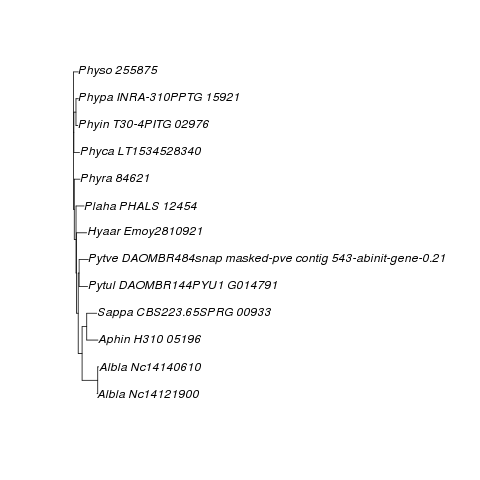 Physo 255875
Phypa INRA-310PPTG 15921
Phyin T30-4PITG 02976
Phyca LT1534528340
Phyra 84621
Plaha PHALS 12454
Hyaar Emoy2810921
Pytve DAOMBR484snap masked-pve contig 543-abinit-gene-0.21
Pytul DAOMBR144PYU1 G014791
Sappa CBS223.65SPRG 00933
Aphin H310 05196
Albla Nc14140610
Albla Nc14121900